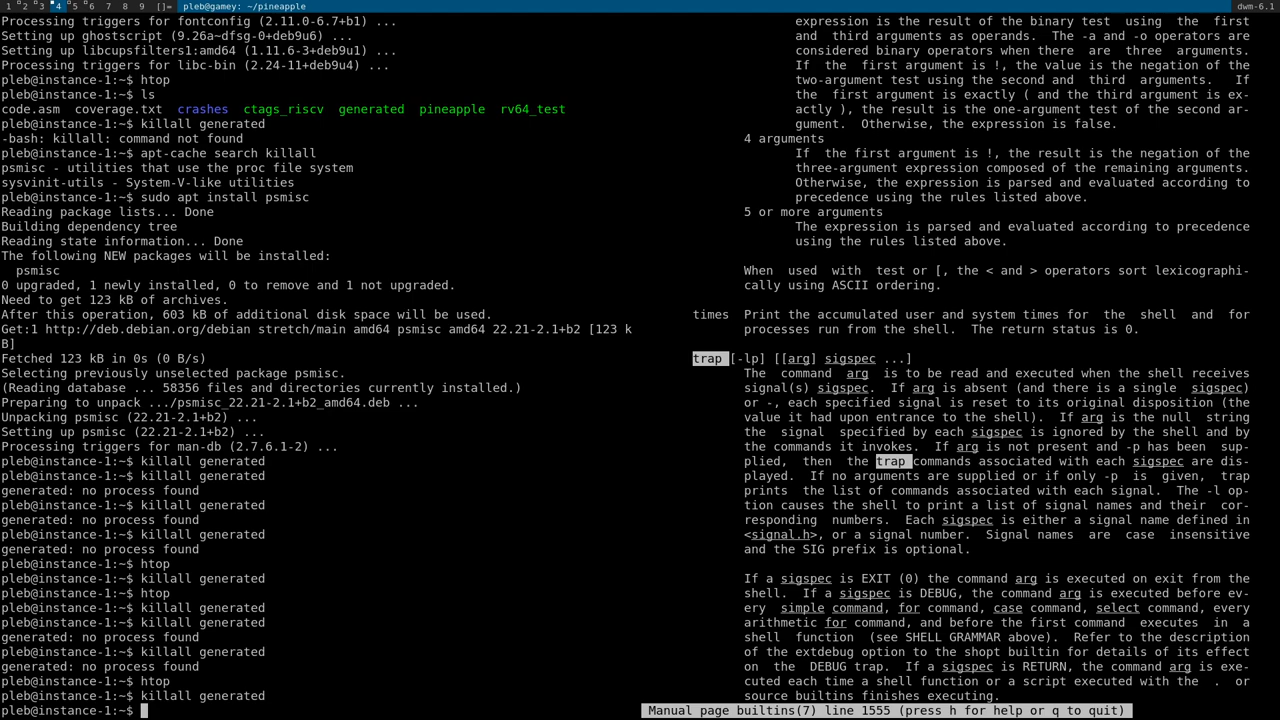 1 2 3 4 5 6 7 8 9 []= pleb@gamey: ~/pineapple dwm-6.1
Processing triggers for fontconfig (2.11.0-6.7+b1) ...
Setting up ghostscript (9.26a~dfsg-0+deb9u6) ...
Setting up libcupsfilters1:amd64 (1.11.6-3+deb9u1) ...
Processing triggers for libc-bin (2.24-11+deb9u4) ...
pleb@instance-1:~$ htop
pleb@instance-1:~$ ls
code.asm  coverage.txt  crashes  ctags_riscv  generated  pineapple  rv64_test
pleb@instance-1:~$ killall generated
-bash: killall: command not found
pleb@instance-1:~$ apt-cache search killall
psmisc - utilities that use the proc file system
sysvinit-utils - System-V-like utilities
pleb@instance-1:~$ sudo apt install psmisc
Reading package lists... Done
Building dependency tree
Reading state information... Done
The following NEW packages will be installed:
  psmisc
0 upgraded, 1 newly installed, 0 to remove and 1 not upgraded.
Need to get 123 kB of archives.
After this operation, 603 kB of additional disk space will be used.
Get:1 http://deb.debian.org/debian stretch/main amd64 psmisc amd64 22.21-2.1+b2 [123 k
B]
Fetched 123 kB in 0s (0 B/s)
Selecting previously unselected package psmisc.
(Reading database ... 58356 files and directories currently installed.)
Preparing to unpack .../psmisc_22.21-2.1+b2_amd64.deb ...
Unpacking psmisc (22.21-2.1+b2) ...
Setting up psmisc (22.21-2.1+b2) ...
Processing triggers for man-db (2.7.6.1-2) ...
pleb@instance-1:~$ killall generated
pleb@instance-1:~$ killall generated
generated: no process found
pleb@instance-1:~$ killall generated
generated: no process found
pleb@instance-1:~$ killall generated
generated: no process found
pleb@instance-1:~$ htop
pleb@instance-1:~$ killall generated
pleb@instance-1:~$ htop
pleb@instance-1:~$ killall generated
pleb@instance-1:~$ killall generated
generated: no process found
pleb@instance-1:~$ killall generated
generated: no process found
pleb@instance-1:~$ htop
pleb@instance-1:~$ killall generated
pleb@instance-1:~$
expression is the result of the binary test  using  the  first
and  third arguments as operands.  The -a and -o operators are
considered binary operators when there  are  three  arguments.
If  the  first argument is !, the value is the negation of the
two-argument test using the second and  third  arguments.   If
the  first argument is exactly ( and the third argument is ex-
actly ), the result is the one-argument test of the second ar-
gument.  Otherwise, the expression is false.
4 arguments
If  the first argument is !, the result is the negation of the
three-argument expression composed of the remaining arguments.
Otherwise, the expression is parsed and evaluated according to
precedence using the rules listed above.
5 or more arguments
The expression is parsed and evaluated according to precedence
using the rules listed above.
When  used  with  test or [, the < and > operators sort lexicographi-
cally using ASCII ordering.
times  Print the accumulated user and system times for  the  shell  and  for
processes run from the shell.  The return status is 0.
trap [-lp] [[arg] sigspec ...]
The  command  arg  is to be read and executed when the shell receives
signal(s) sigspec.  If arg is absent (and there is a single  sigspec)
or -, each specified signal is reset to its original disposition (the
value it had upon entrance to the shell).  If arg is the null  string
the  signal  specified by each sigspec is ignored by the shell and by
the commands it invokes.  If arg is not present and -p has been  sup-
plied,  then  the trap commands associated with each sigspec are dis-
played.  If no arguments are supplied or if only -p  is  given,  trap
prints  the list of commands associated with each signal.  The -l op-
tion causes the shell to print a list of signal names and their  cor-
responding  numbers.  Each sigspec is either a signal name defined in
<signal.h>, or a signal number.  Signal names  are  case  insensitive
and the SIG prefix is optional.
If a sigspec is EXIT (0) the command arg is executed on exit from the
shell.  If a sigspec is DEBUG, the command arg is executed before ev-
ery  simple command, for command, case command, select command, every
arithmetic for command, and before the first command  executes  in  a
shell  function  (see SHELL GRAMMAR above).  Refer to the description
of the extdebug option to the shopt builtin for details of its effect
on  the  DEBUG trap.  If a sigspec is RETURN, the command arg is exe-
cuted each time a shell function or a script executed with the  .  or
source builtins finishes executing.
Manual page builtins(7) line 1555 (press h for help or q to quit)